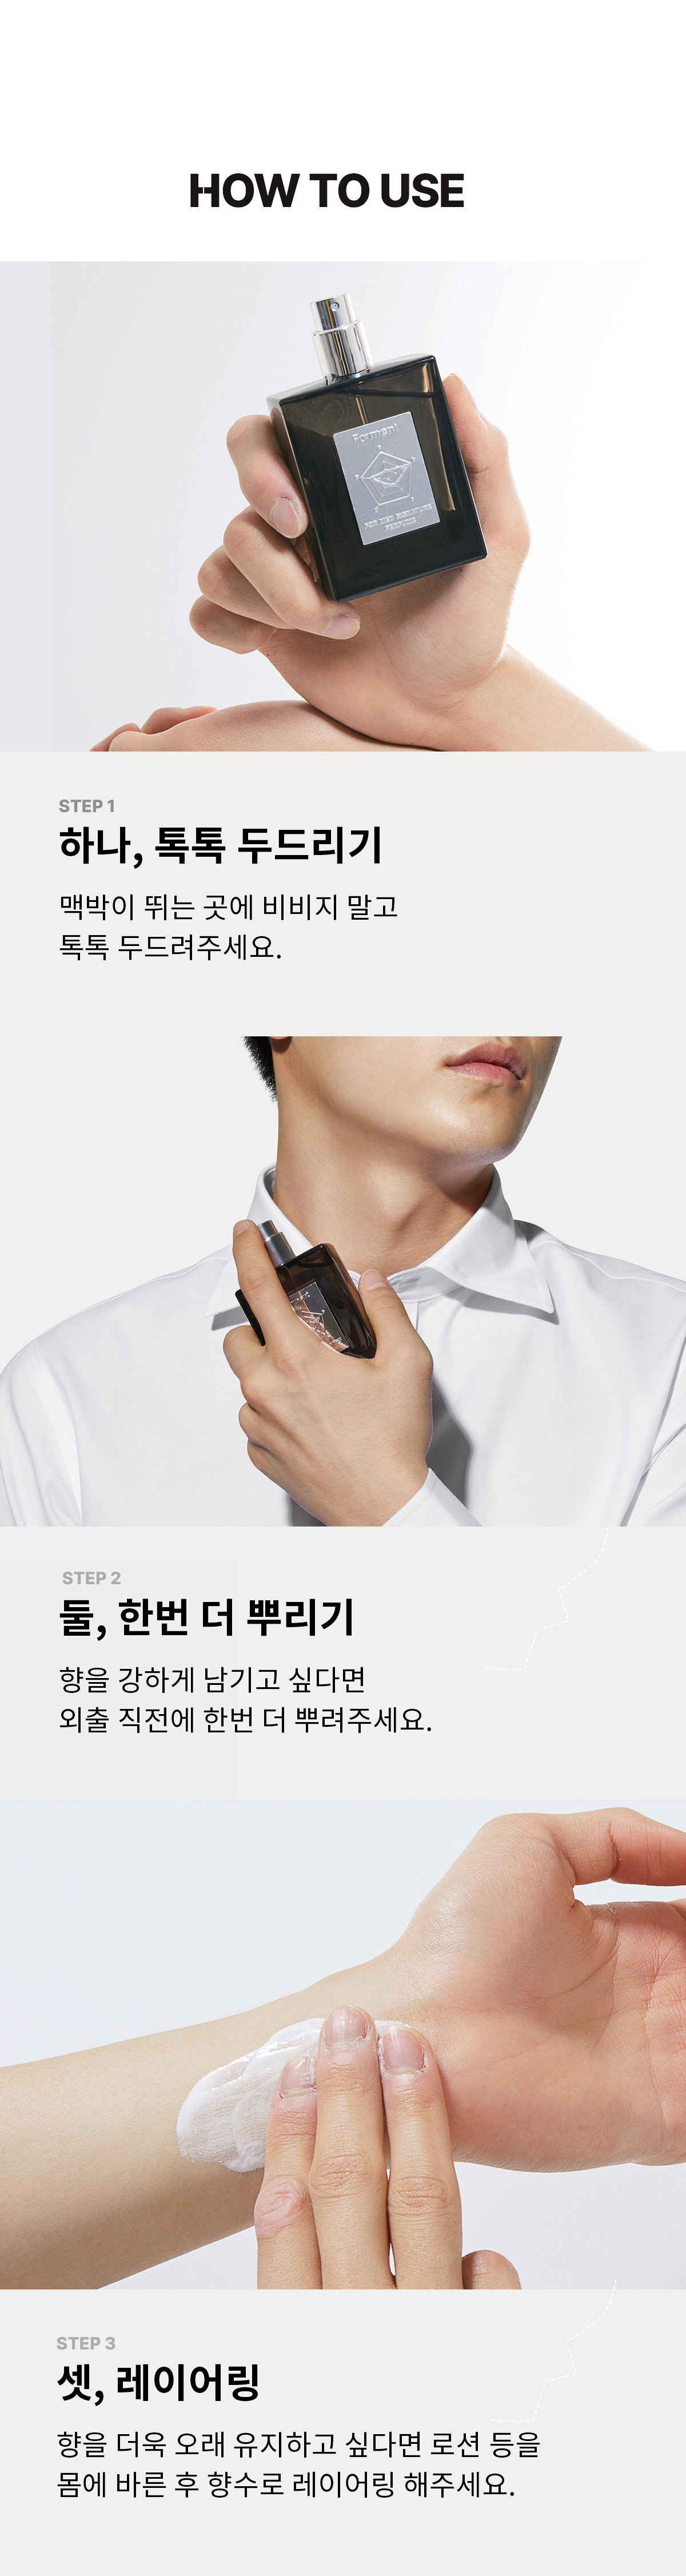 HOW TO USE
Forment
FOR MEN SIGNATURE
PERFUME
STEP 1
하나, 톡톡 두드리기
맥박이 뛰는 곳에 비비지 말고
톡톡 두드려주세요.
STEP 2
둘, 한번 더 뿌리기
향을 강하게 남기고 싶다면
외출 직전에 한번 더 뿌려주세요.
STEP 3
셋, 레이어링
향을 더욱 오래 유지하고 싶다면 로션 등을
몸에 바른 후 향수로 레이어링 해주세요.